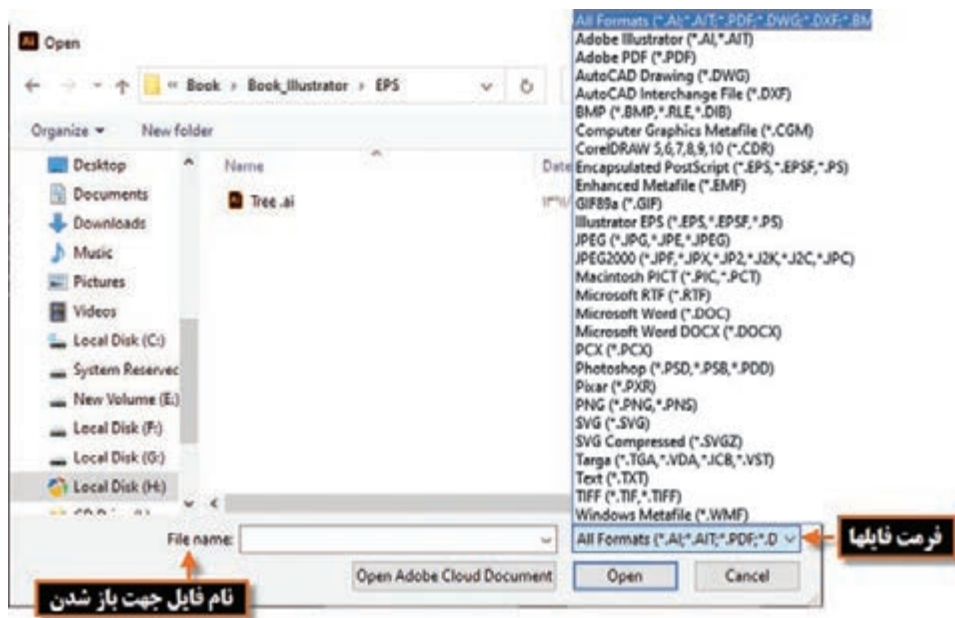 Open
« Book › Book_Illustrator › EPS
Organize
New folder
Desktop
Documents
Downloads
Music
Pictures
Videos
Local Disk (C:)
System Reservec
New Volume (E:)
Local Disk (F:)
Local Disk (G:)
Local Disk (H:)
Name
Date
Tree .ai
All Formats (*.AI;*.AIT;*.PDF;*.DWG;*.DXF;*.BM
Adobe Illustrator (*.AI,*.AIT)
Adobe PDF (*.PDF)
AutoCAD Drawing (*.DWG)
AutoCAD Interchange File (*.DXF)
BMP (*.BMP,*.RLE,*.DIB)
Computer Graphics Metafile (*.CGM)
CorelDRAW 5,6,7,8,9,10 (*.CDR)
Encapsulated PostScript (*.EPS,*.EPSF,*.PS)
Enhanced Metafile (*.EMF)
GIF89a (*.GIF)
Illustrator EPS (*.EPS,*.EPSF,*.PS)
JPEG (*.JPG,*.JPE,*.JPEG)
JPEG2000 (*.JPF,*.JPX,*.JP2,*.J2K,*.J2C,*.JPC)
Macintosh PICT (*.PIC,*.PCT)
Microsoft RTF (*.RTF)
Microsoft Word (*.DOC)
Microsoft Word DOCX (*.DOCX)
PCX (*.PCX)
Photoshop (*.PSD,*.PSB,*.PDD)
Pixar (*.PXR)
PNG (*.PNG,*.PNS)
SVG (*.SVG)
SVG Compressed (*.SVGZ)
Targa (*.TGA,*.VDA,*.ICB,*.VST)
Text (*.TXT)
TIFF (*.TIF,*.TIFF)
Windows Metafile (*.WMF)
File name:
All Formats (*.AI;*.AIT;*.PDF;*.D
فرمت فایلها
Open Adobe Cloud Document
Open
Cancel
نام فایل جهت باز شدن